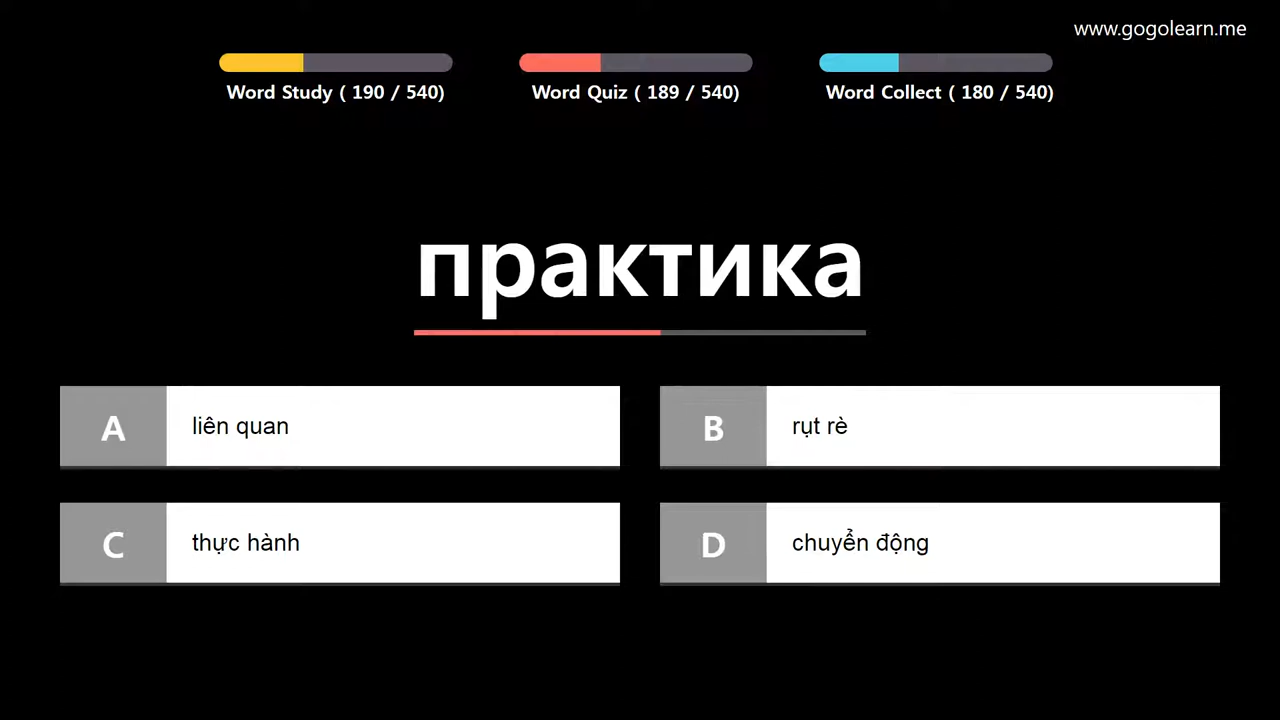 www.gogolearn.me
Word Study ( 190 / 540)
Word Quiz ( 189 / 540)
Word Collect ( 180 / 540)
практика
A liên quan
B rụt rè
C thực hành
D chuyển động